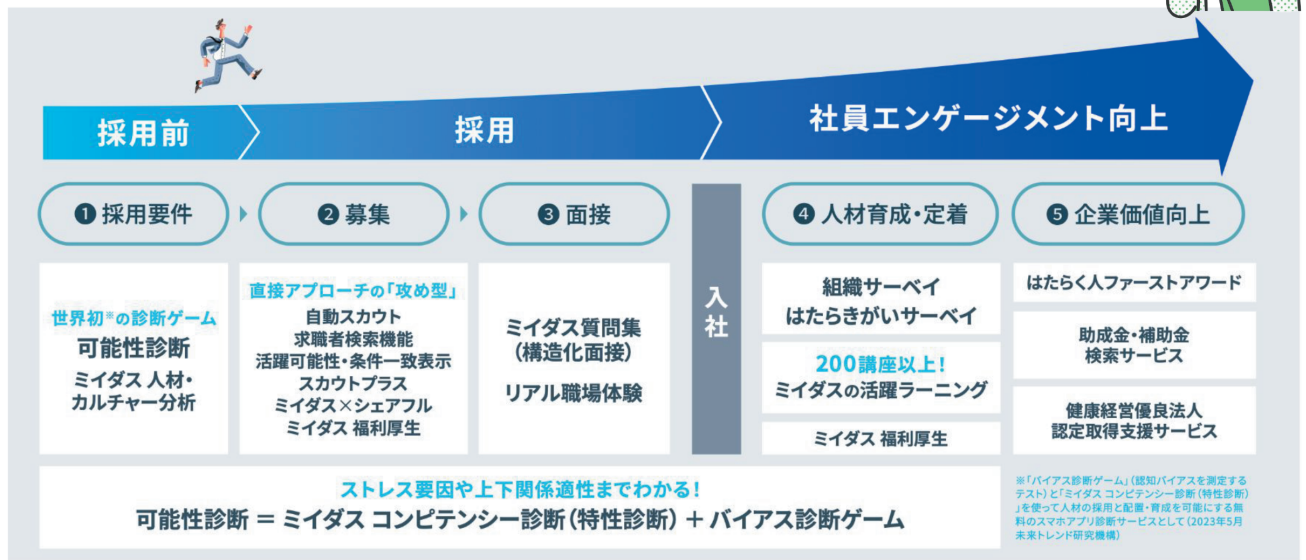 採用前
採用
社員エンゲージメント向上
❶ 採用要件
❷ 募集
❸ 面接
入社
❹ 人材育成・定着
❺ 企業価値向上
世界初※の診断ゲーム
可能性診断
ミイダス 人材・
カルチャー分析
直接アプローチの「攻め型」
自動スカウト
求職者検索機能
活躍可能性・条件一致表示
スカウトプラス
ミイダス×シェアフル
ミイダス 福利厚生
ミイダス質問集
(構造化面接)
リアル職場体験
組織サーベイ
はたらきがいサーベイ
200講座以上!
ミイダスの活躍ラーニング
ミイダス 福利厚生
はたらく人ファーストアワード
助成金・補助金
検索サービス
健康経営優良法人
認定取得支援サービス
ストレス要因や上下関係適性までわかる!
可能性診断 = ミイダス コンピテンシー診断(特性診断) + バイアス診断ゲーム
※「バイアス診断ゲーム」(認知バイアスを測定する
テスト)と「ミイダス コンピテンシー診断(特性診断)
」を使って人材の採用と配置・育成を可能にする無
料のスマホアプリ診断サービスとして(2023年5月
未来トレンド研究機構)